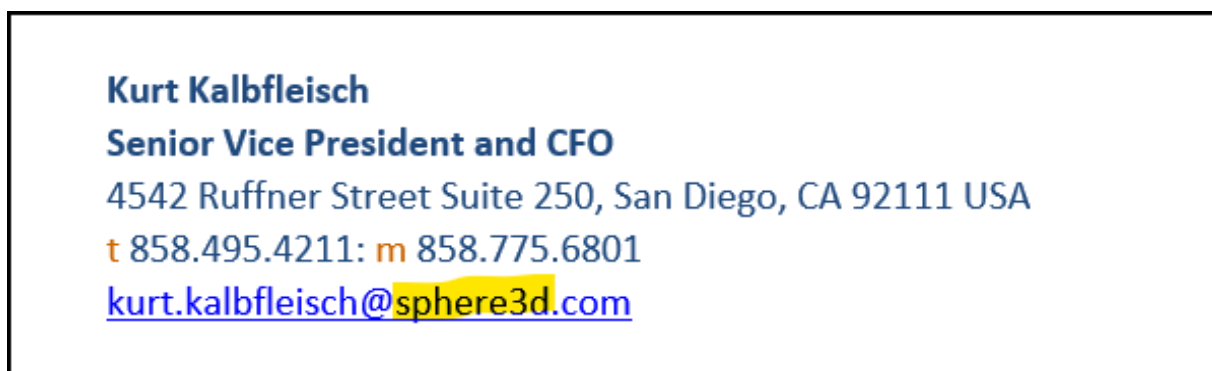 Kurt Kalbfleisch
Senior Vice President and CFO
4542 Ruffner Street Suite 250, San Diego, CA 92111 USA
t 858.495.4211: m 858.775.6801
kurt.kalbfleisch@sphere3d.com